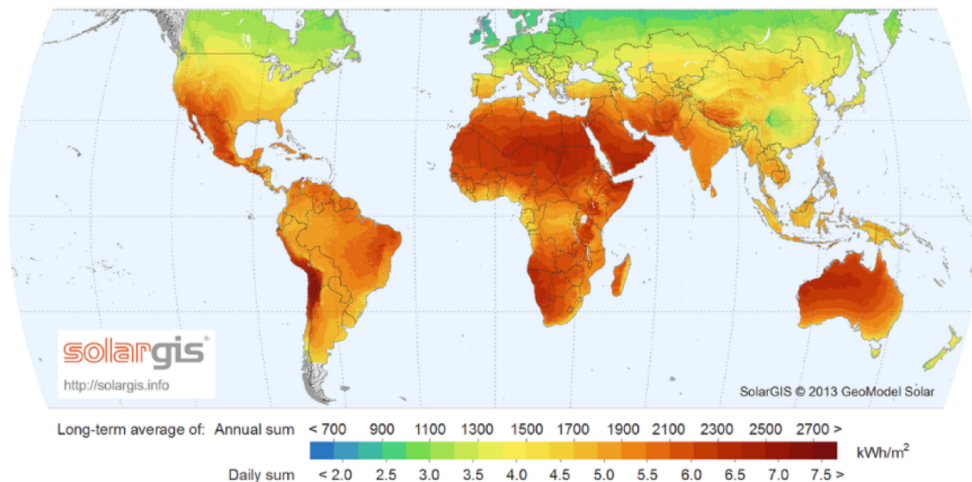 solargis
http://solargis.info
SolarGIS © 2013 GeoModel Solar
Long-term average of: Annual sum < 700 900 1100 1300 1500 1700 1900 2100 2300 2500 2700 >
kWh/m²
Daily sum < 2.0 2.5 3.0 3.5 4.0 4.5 5.0 5.5 6.0 6.5 7.0 7.5 >